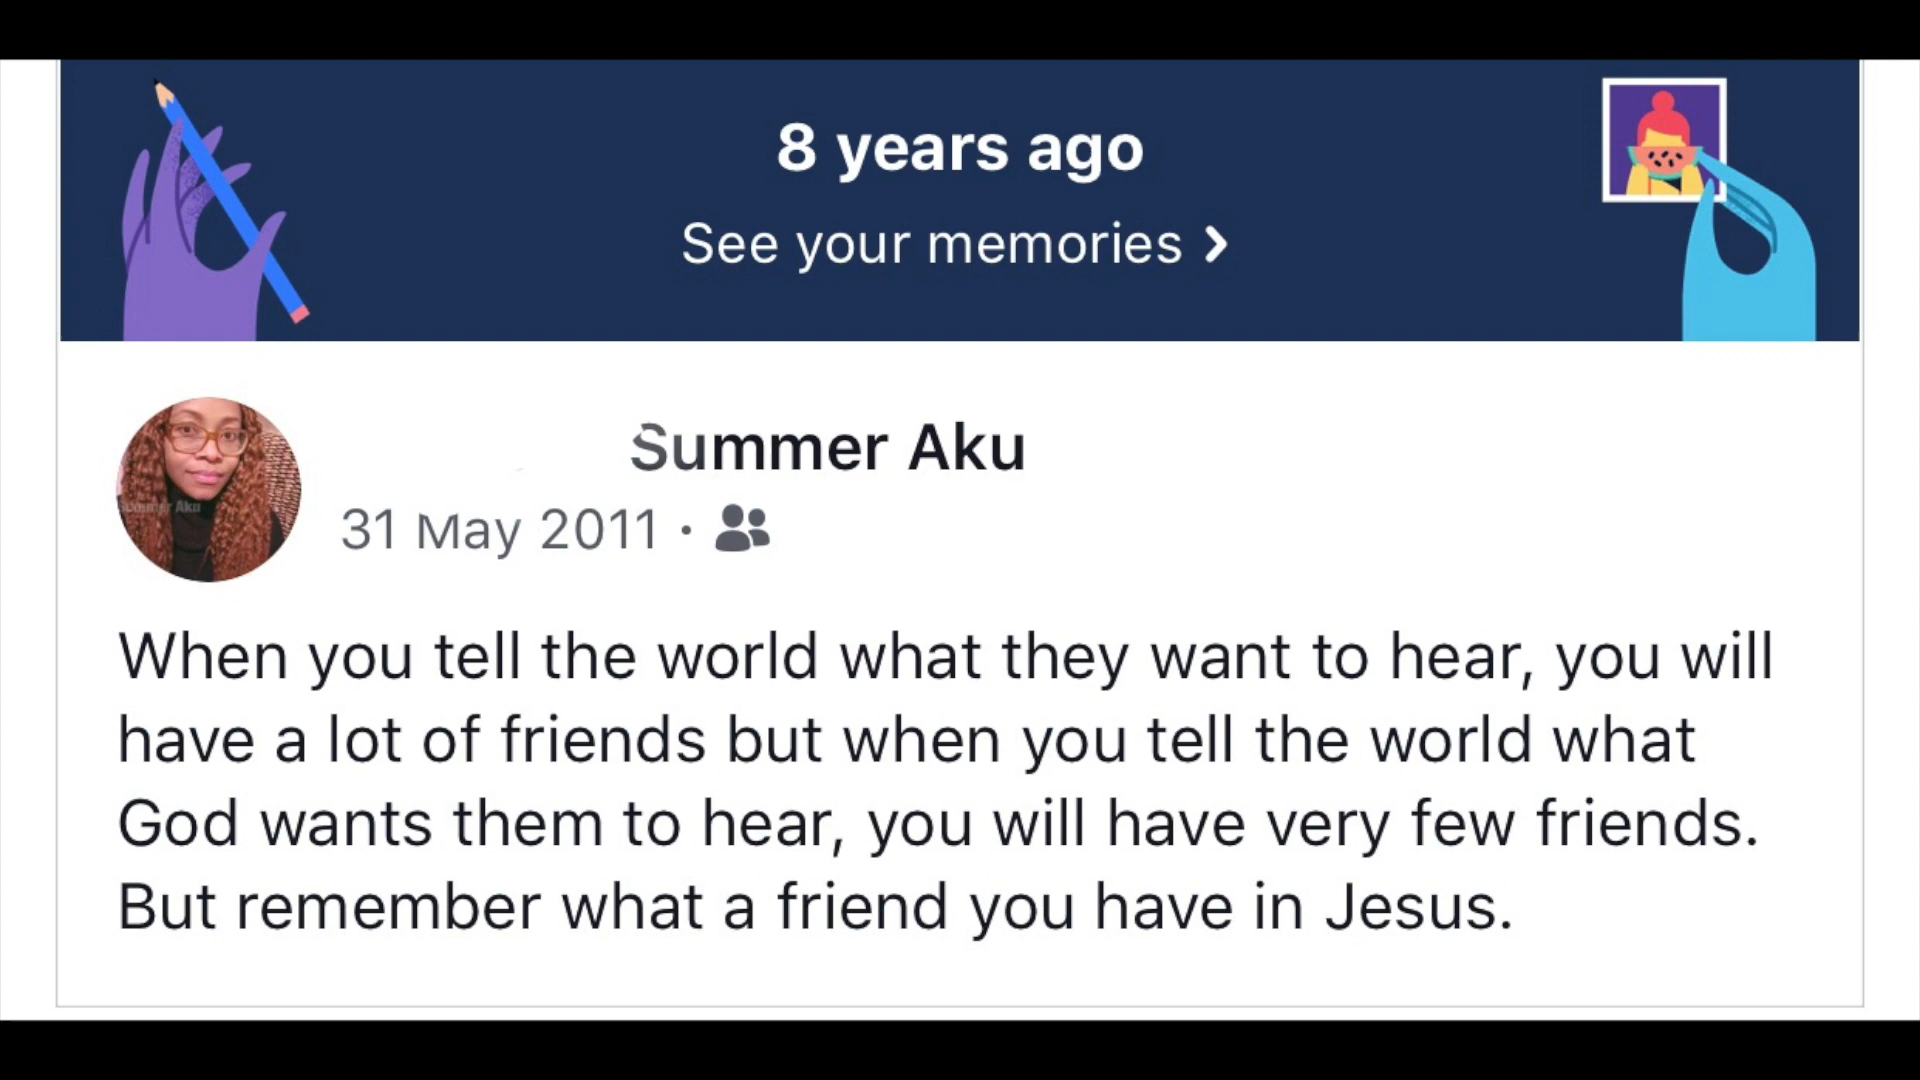 8 years ago
See your memories
Summer Aku
Summer Aku
31 May 2011 ·
When you tell the world what they want to hear, you will
have a lot of friends but when you tell the world what
God wants them to hear, you will have very few friends.
But remember what a friend you have in Jesus.